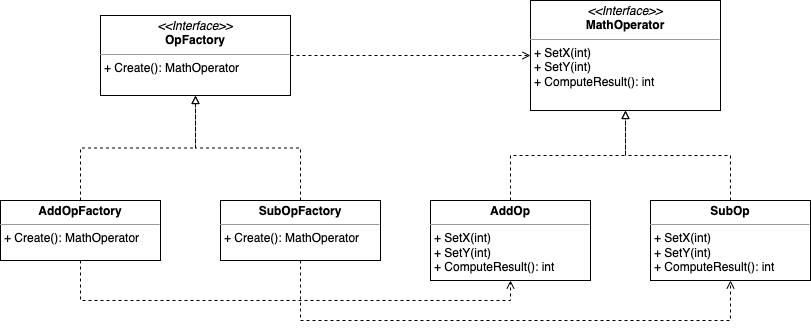 <<Interface>>
OpFactory
+ Create(): MathOperator
<<Interface>>
MathOperator
+ SetX(int)
+ SetY(int)
+ ComputeResult(): int
AddOpFactory
+ Create(): MathOperator
SubOpFactory
+ Create(): MathOperator
AddOp
+ SetX(int)
+ SetY(int)
+ ComputeResult(): int
SubOp
+ SetX(int)
+ SetY(int)
+ ComputeResult(): int